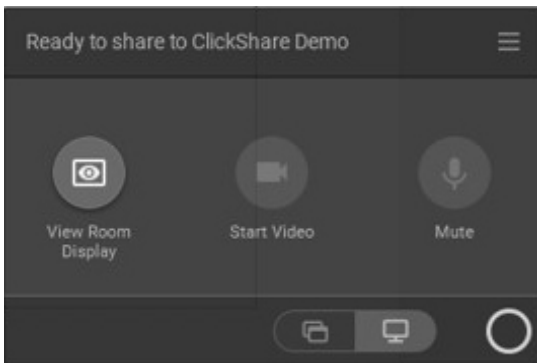 Ready to share to ClickShare Demo
View Room
Display
Start Video
Mute